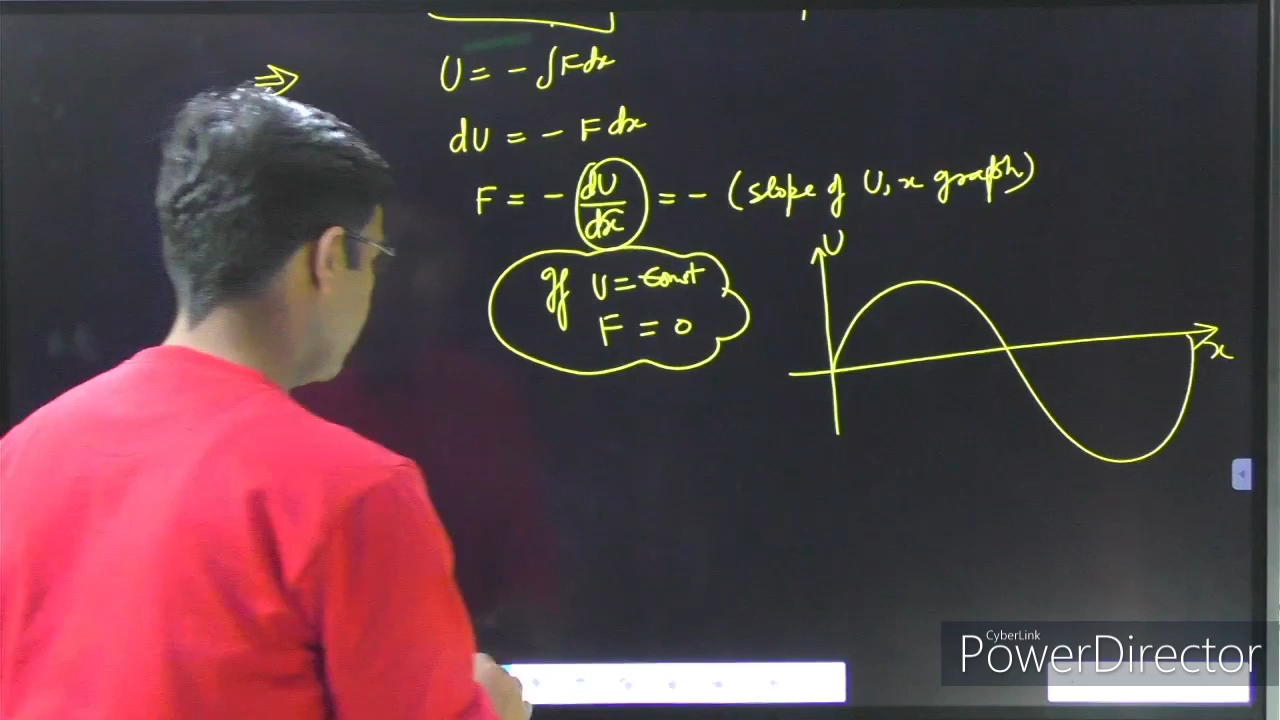 ⇒ U = - ∫Fdx
dU = - Fdx
F = - dU/dx = - (slope of U, x graph)
If U = const
F = 0
U
x
CyberLink
PowerDirector